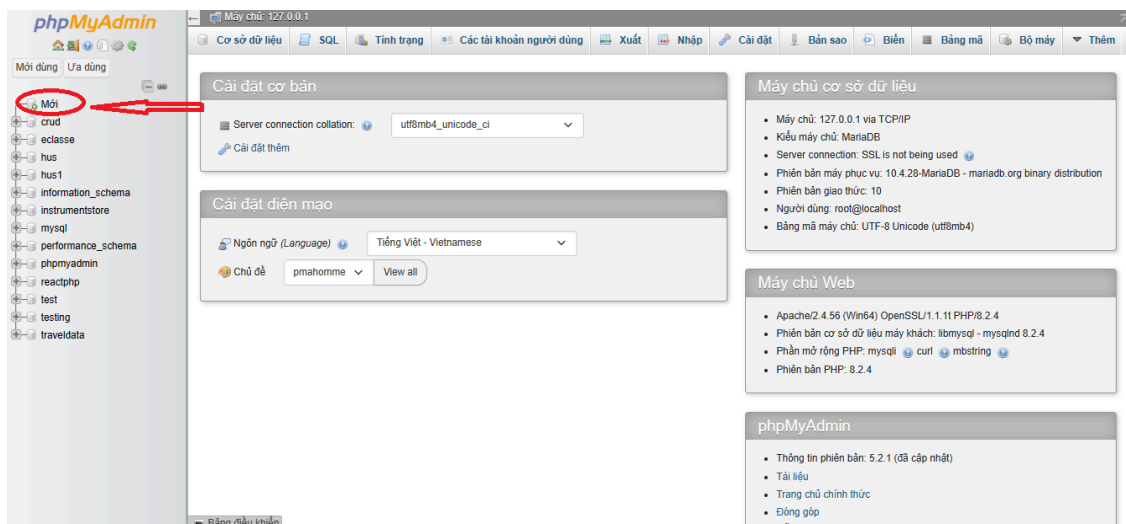 phpMyAdmin
Mới dùng Ưa dùng
Mới
crud
eclasse
hus
hus1
information_schema
instrumentstore
mysql
performance_schema
phpmyadmin
reactphp
test
testing
traveldata
Máy chủ: 127.0.0.1
Cơ sở dữ liệu SQL Tình trạng Các tài khoản người dùng Xuất Nhập Cài đặt Bản sao Biến Bảng mã Bộ máy Thêm
Cài đặt cơ bản
Server connection collation: utf8mb4_unicode_ci
Cài đặt thêm
Cài đặt diện mạo
Ngôn ngữ (Language) Tiếng Việt - Vietnamese
Chủ đề pmahomme View all
Máy chủ cơ sở dữ liệu
Máy chủ: 127.0.0.1 via TCP/IP
Kiểu máy chủ: MariaDB
Server connection: SSL is not being used
Phiên bản máy phục vụ: 10.4.28-MariaDB - mariadb.org binary distribution
Phiên bản giao thức: 10
Người dùng: root@localhost
Bảng mã máy chủ: UTF-8 Unicode (utf8mb4)
Máy chủ Web
Apache/2.4.56 (Win64) OpenSSL/1.1.1t PHP/8.2.4
Phiên bản cơ sở dữ liệu máy khách: libmysql - mysqlnd 8.2.4
Phần mở rộng PHP: mysqli curl mbstring
Phiên bản PHP: 8.2.4
phpMyAdmin
Thông tin phiên bản: 5.2.1 (đã cập nhật)
Tài liệu
Trang chủ chính thức
Đóng góp
Bảng điều khiển